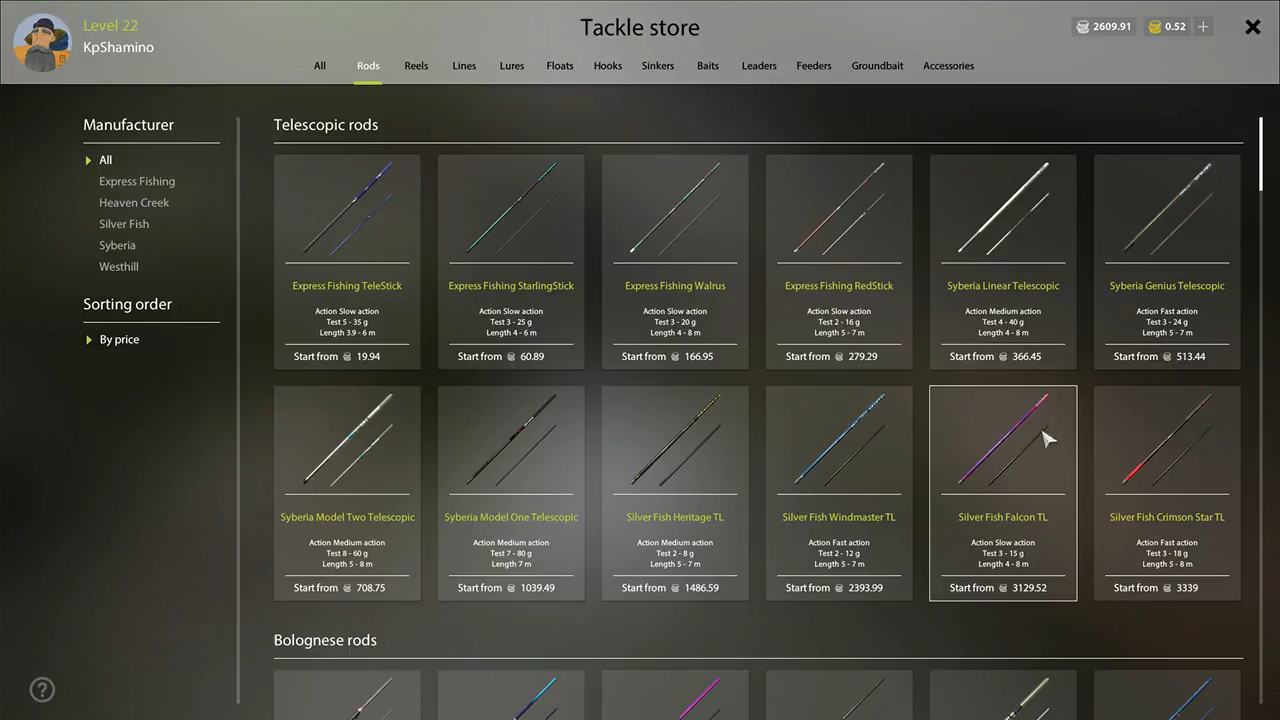 Level 22
KpShamino
Tackle store
2609.91
0.52 +
All Rods Reels Lines Lures Floats Hooks Sinkers Baits Leaders Feeders Groundbait Accessories
Manufacturer
All
Express Fishing
Heaven Creek
Silver Fish
Syberia
Westhill
Sorting order
By price
Telescopic rods
Express Fishing TeleStick
Action Slow action
Test 5 - 35 g
Length 3.9 - 6 m
Start from 19.94
Express Fishing StarlingStick
Action Slow action
Test 3 - 25 g
Length 4 - 6 m
Start from 60.89
Express Fishing Walrus
Action Slow action
Test 3 - 20 g
Length 4 - 8 m
Start from 166.95
Express Fishing RedStick
Action Slow action
Test 2 - 16 g
Length 5 - 7 m
Start from 279.29
Syberia Linear Telescopic
Action Medium action
Test 4 - 40 g
Length 4 - 8 m
Start from 366.45
Syberia Genius Telescopic
Action Fast action
Test 3 - 24 g
Length 5 - 7 m
Start from 513.44
Syberia Model Two Telescopic
Action Medium action
Test 8 - 60 g
Length 5 - 8 m
Start from 708.75
Syberia Model One Telescopic
Action Medium action
Test 7 - 80 g
Length 7 m
Start from 1039.49
Silver Fish Heritage TL
Action Medium action
Test 2 - 8 g
Length 5 - 7 m
Start from 1486.59
Silver Fish Windmaster TL
Action Fast action
Test 2 - 12 g
Length 5 - 7 m
Start from 2393.99
Silver Fish Falcon TL
Action Slow action
Test 3 - 15 g
Length 4 - 8 m
Start from 3129.52
Silver Fish Crimson Star TL
Action Fast action
Test 3 - 18 g
Length 5 - 8 m
Start from 3339
Bolognese rods
?